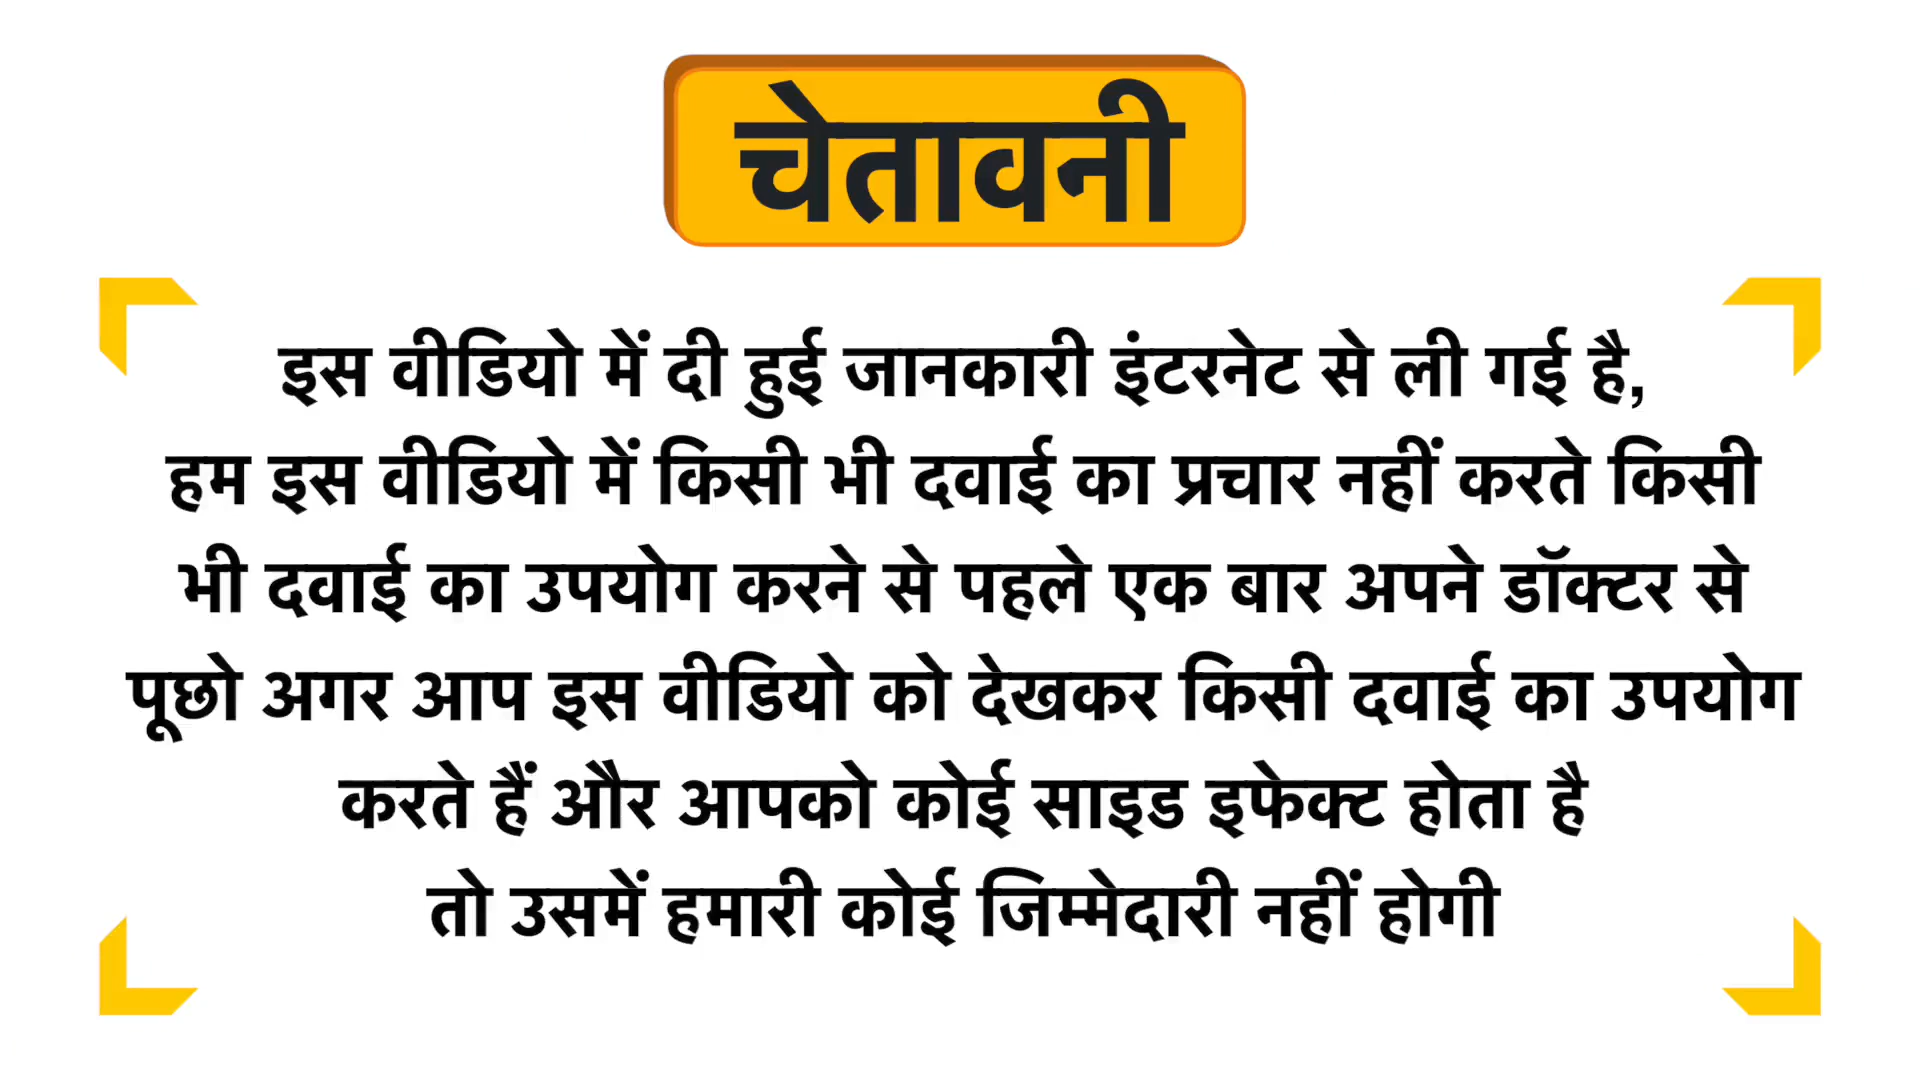 चेतावनी
इस वीडियो में दी हुई जानकारी इंटरनेट से ली गई है,
हम इस वीडियो में किसी भी दवाई का प्रचार नहीं करते किसी
भी दवाई का उपयोग करने से पहले एक बार अपने डॉक्टर से
पूछो अगर आप इस वीडियो को देखकर किसी दवाई का उपयोग
करते हैं और आपको कोई साइड इफेक्ट होता है
तो उसमें हमारी कोई जिम्मेदारी नहीं होगी